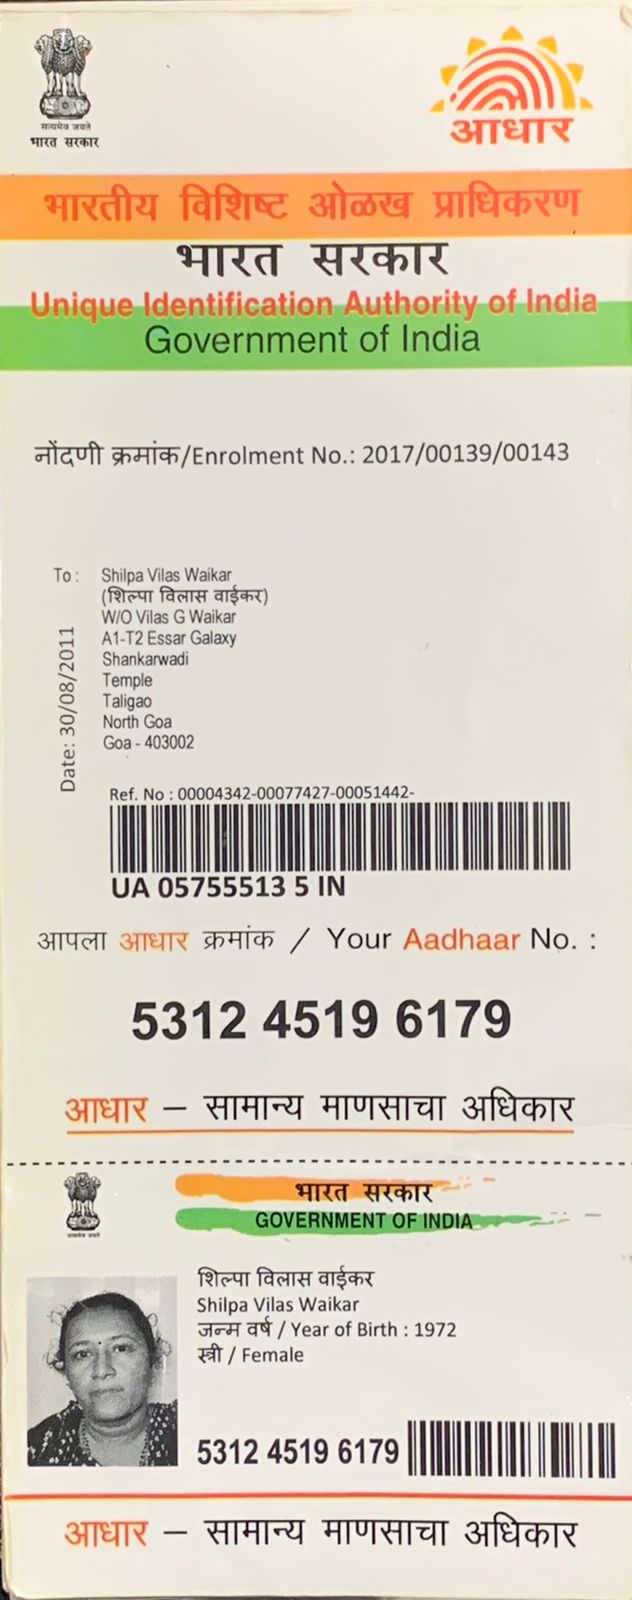 सत्यमेव जयते
भारत सरकार
आधार
भारतीय विशिष्ट ओळख प्राधिकरण
भारत सरकार
Unique Identification Authority of India
Government of India
नोंदणी क्रमांक/Enrolment No.: 2017/00139/00143
To : Shilpa Vilas Waikar
(शिल्पा विलास वाईकर)
W/O Vilas G Waikar
A1-T2 Essar Galaxy
Shankarwadi
Temple
Taligao
North Goa
Goa - 403002
Date: 30/08/2011
Ref. No : 00004342-00077427-00051442-
UA 05755513 5 IN
आपला आधार क्रमांक / Your Aadhaar No. :
5312 4519 6179
आधार – सामान्य माणसाचा अधिकार
सत्यमेव जयते
भारत सरकार
GOVERNMENT OF INDIA
शिल्पा विलास वाईकर
Shilpa Vilas Waikar
जन्म वर्ष / Year of Birth : 1972
स्त्री / Female
5312 4519 6179
आधार – सामान्य माणसाचा अधिकार